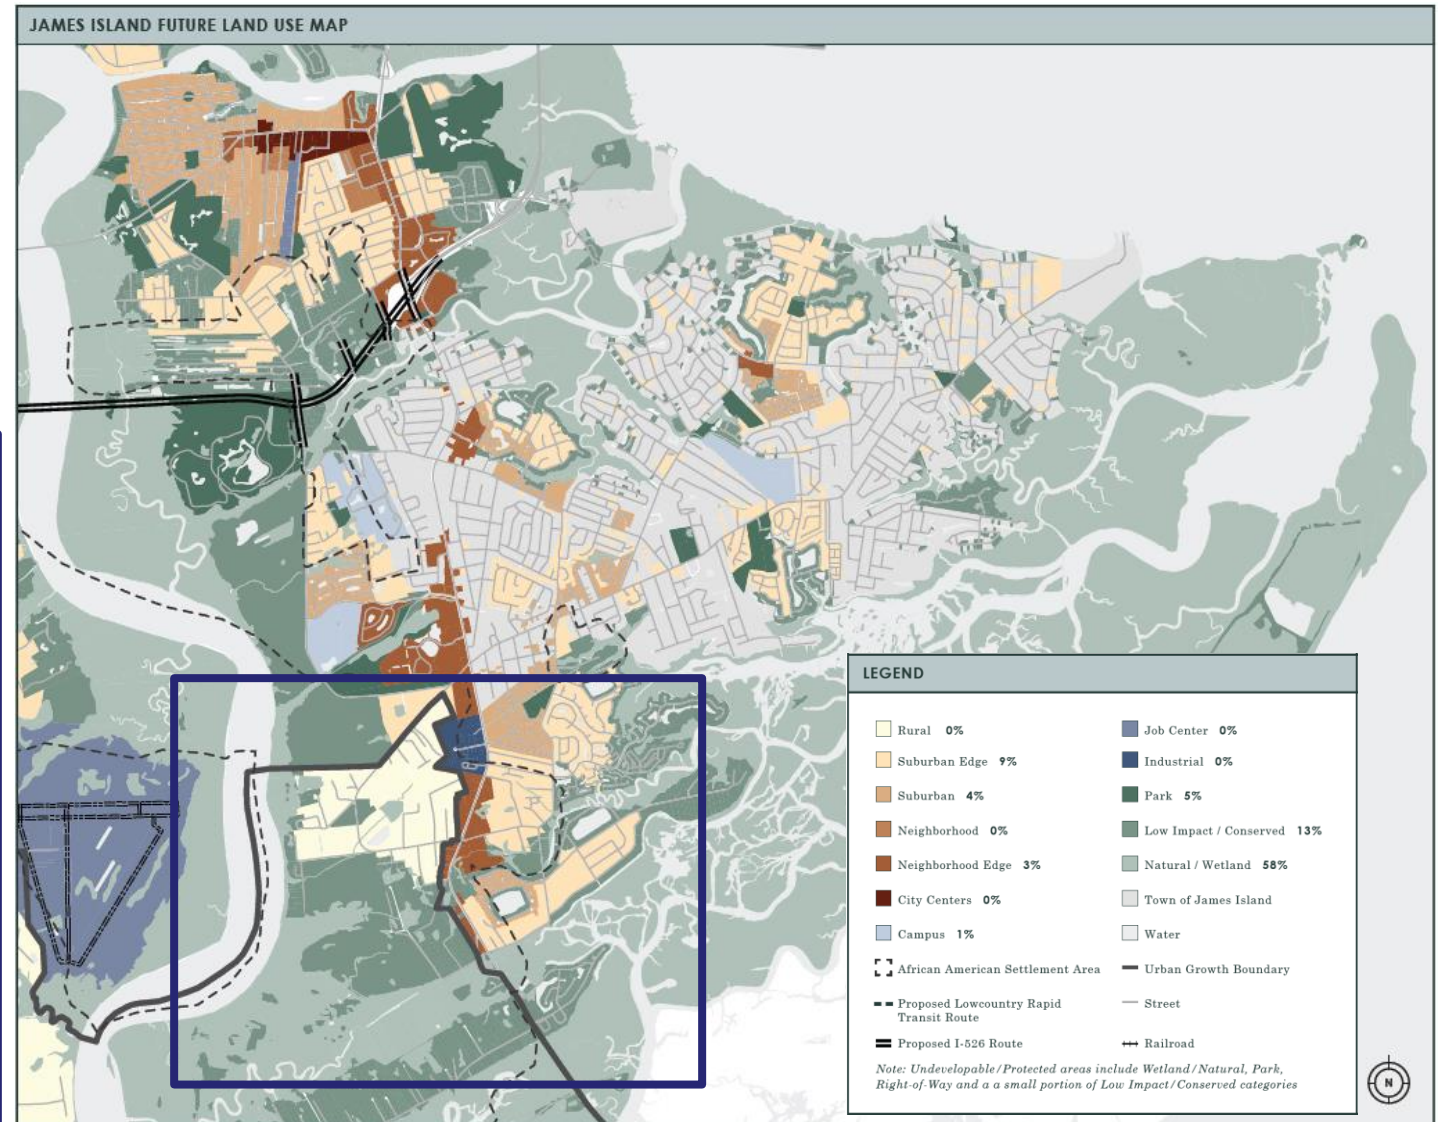 JAMES ISLAND FUTURE LAND USE MAP
LEGEND
Rural 0%
Suburban Edge 9%
Suburban 4%
Neighborhood 0%
Neighborhood Edge 3%
City Centers 0%
Campus 1%
African American Settlement Area
Proposed Lowcountry Rapid
Transit Route
Proposed I-526 Route
Job Center 0%
Industrial 0%
Park 5%
Low Impact / Conserved 13%
Natural / Wetland 58%
Town of James Island
Water
Urban Growth Boundary
Street
Railroad
Note: Undevelopable/Protected areas include Wetland/Natural, Park,
Right-of-Way and a a small portion of Low Impact/Conserved categories
N